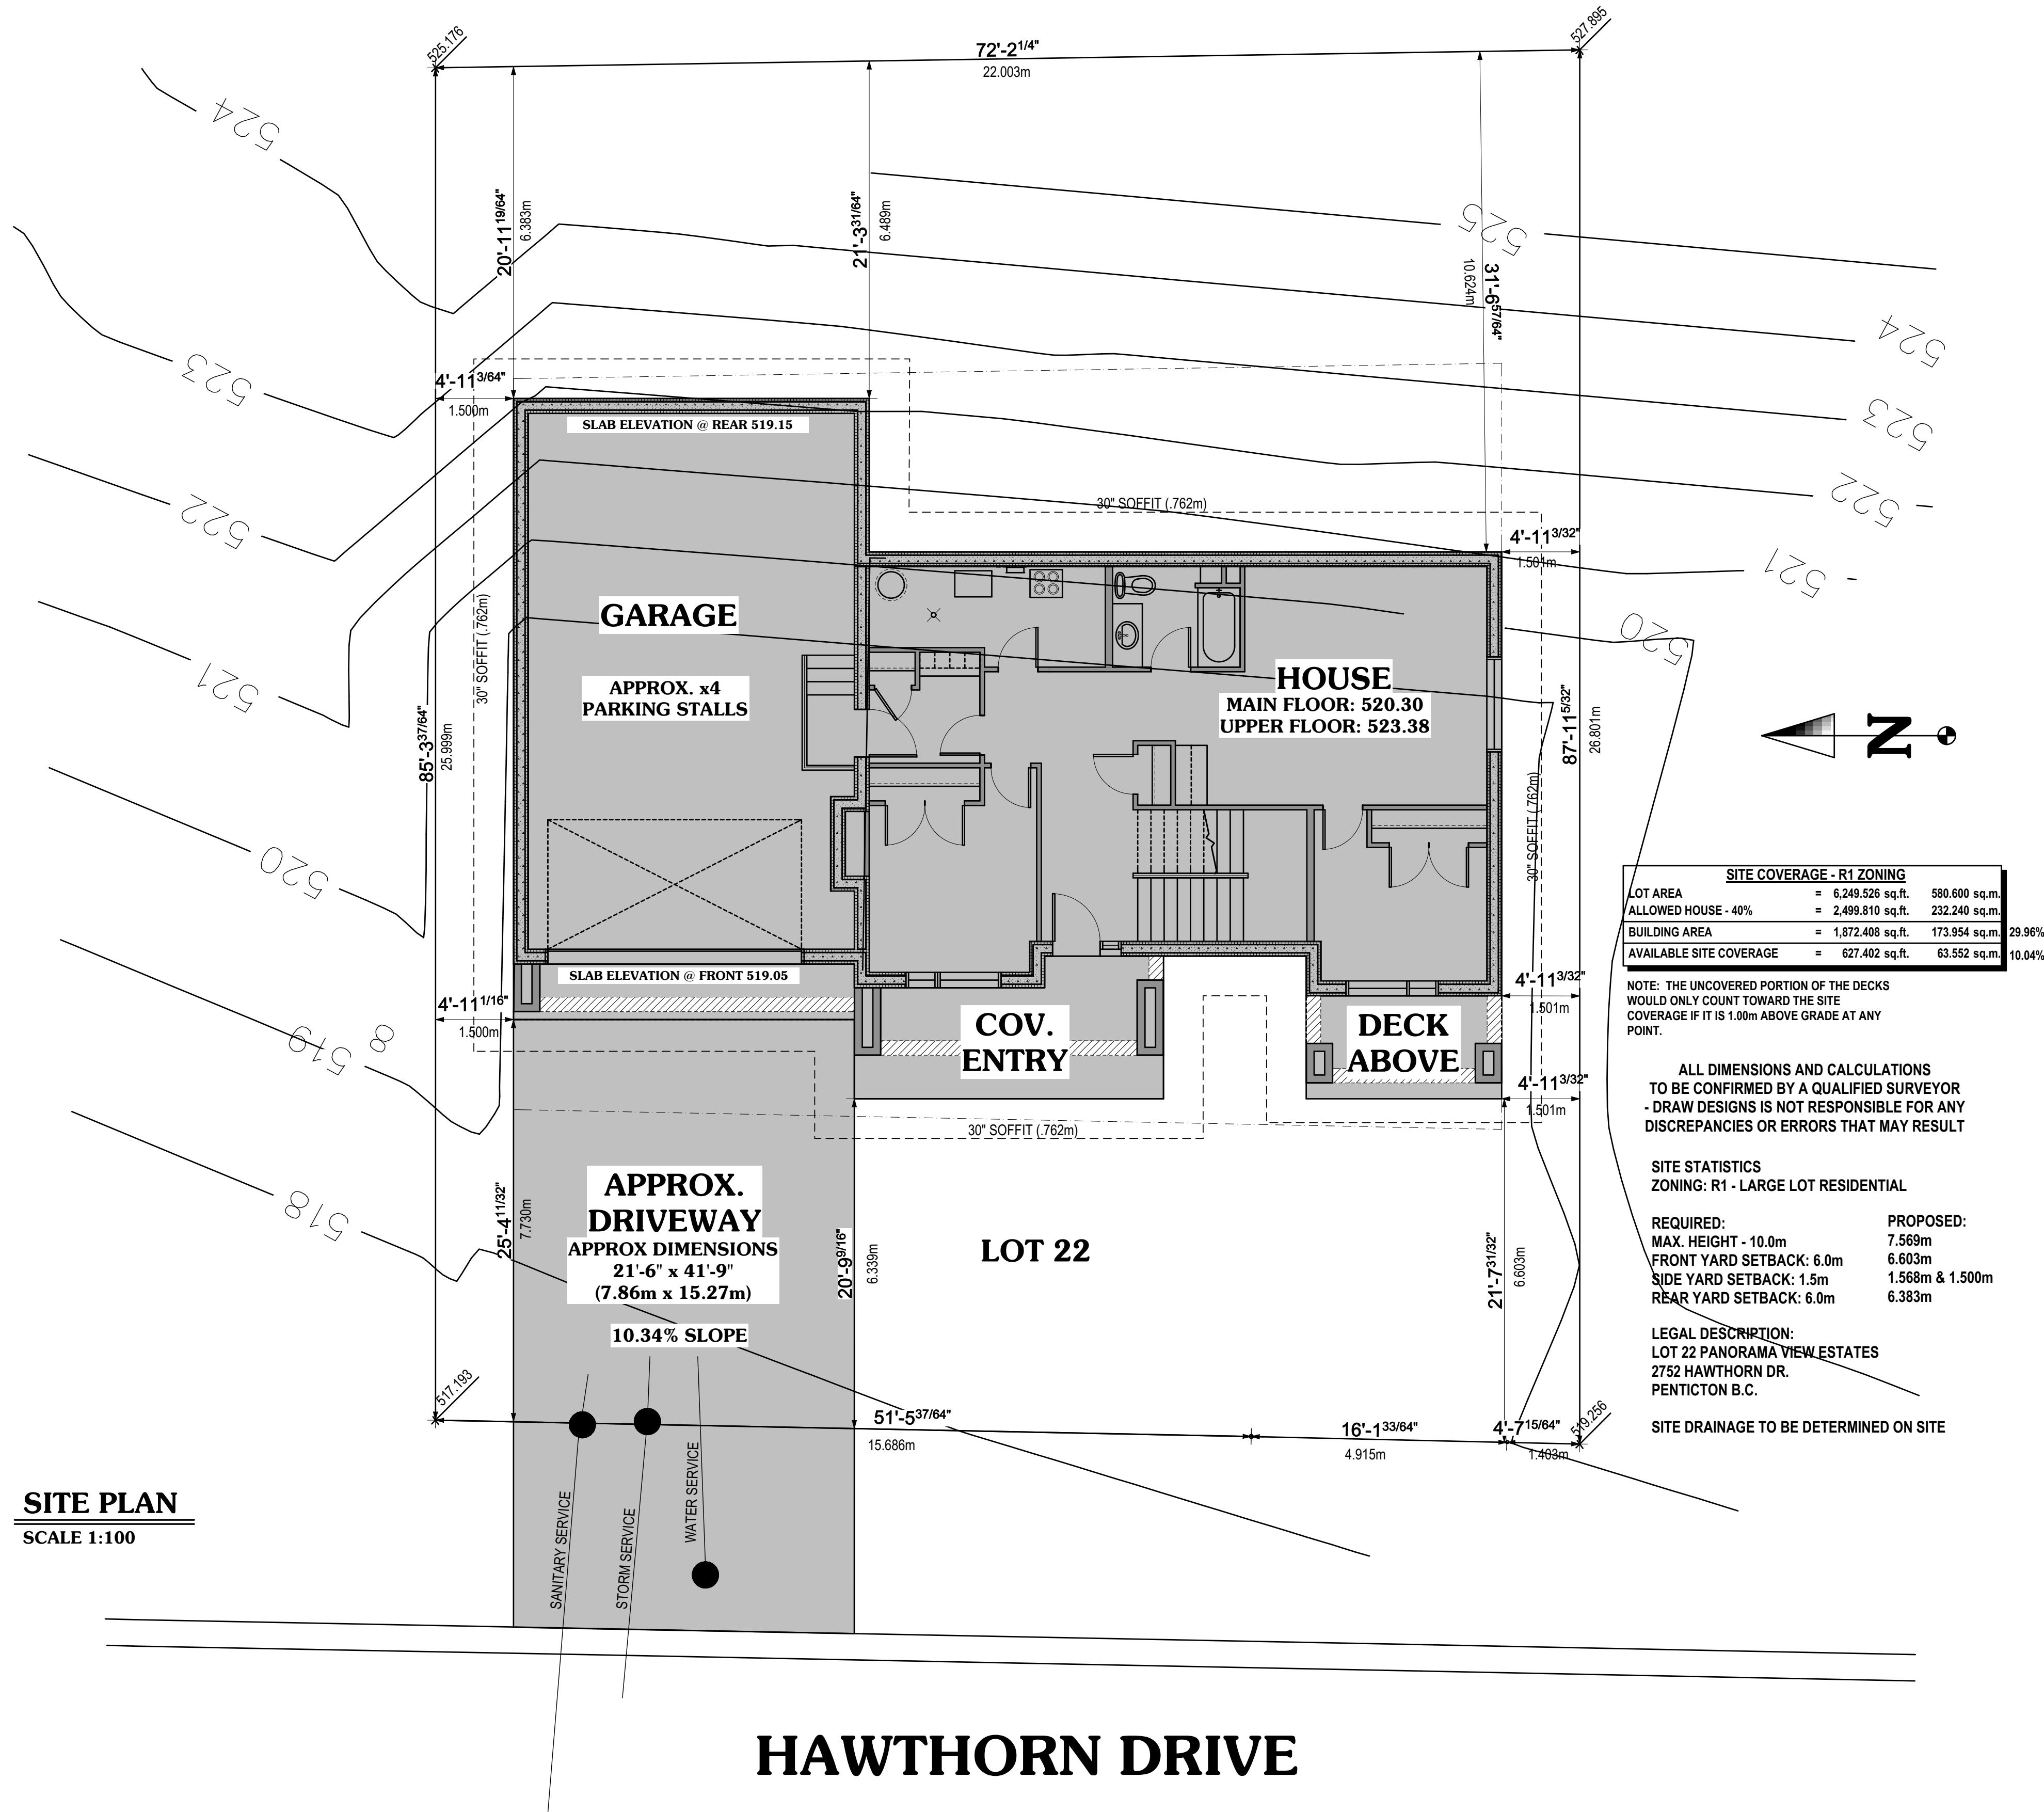 525.176
527.895
72'-2 1/4"
22.003m
524
525
20'-11 19/64"
6.383m
21'-3 31/64"
6.489m
31'-6 57/64"
10.624m
523
524
4'-11 3/64"
1.500m
523
SLAB ELEVATION @ REAR 519.15
522
522
30" SOFFIT (.762m)
4'-11 3/32"
1.501m
521
GARAGE
30" SOFFIT (.762m)
520
521
APPROX. x4
PARKING STALLS
HOUSE
MAIN FLOOR: 520.30
UPPER FLOOR: 523.38
85'-3 37/64"
25.999m
87'-11 5/32"
26.801m
N
30" SOFFIT (.762m)
520
SITE COVERAGE - R1 ZONING
LOT AREA = 6,249.526 sq.ft. 580.600 sq.m.
ALLOWED HOUSE - 40% = 2,499.810 sq.ft. 232.240 sq.m.
BUILDING AREA = 1,872.408 sq.ft. 173.954 sq.m. 29.96%
AVAILABLE SITE COVERAGE = 627.402 sq.ft. 63.552 sq.m. 10.04%
NOTE: THE UNCOVERED PORTION OF THE DECKS
WOULD ONLY COUNT TOWARD THE SITE
COVERAGE IF IT IS 1.00m ABOVE GRADE AT ANY
POINT.
SLAB ELEVATION @ FRONT 519.05
4'-11 1/16"
1.500m
4'-11 3/32"
1.501m
519
8
COV.
ENTRY
DECK
ABOVE
4'-11 3/32"
1.501m
30" SOFFIT (.762m)
ALL DIMENSIONS AND CALCULATIONS
TO BE CONFIRMED BY A QUALIFIED SURVEYOR
- DRAW DESIGNS IS NOT RESPONSIBLE FOR ANY
DISCREPANCIES OR ERRORS THAT MAY RESULT
SITE STATISTICS
ZONING: R1 - LARGE LOT RESIDENTIAL
REQUIRED: PROPOSED:
MAX. HEIGHT - 10.0m 7.569m
FRONT YARD SETBACK: 6.0m 6.603m
SIDE YARD SETBACK: 1.5m 1.568m & 1.500m
REAR YARD SETBACK: 6.0m 6.383m
LEGAL DESCRIPTION:
LOT 22 PANORAMA VIEW ESTATES
2752 HAWTHORN DR.
PENTICTON B.C.
SITE DRAINAGE TO BE DETERMINED ON SITE
518
25'-4 11/32"
7.730m
APPROX.
DRIVEWAY
APPROX DIMENSIONS
21'-6" x 41'-9"
(7.86m x 15.27m)
10.34% SLOPE
20'-9 9/16"
6.339m
LOT 22
21'-7 31/32"
6.603m
517.193
519.256
51'-5 37/64"
15.686m
16'-1 33/64"
4.915m
4'-7 15/64"
1.403m
SANITARY SERVICE
STORM SERVICE
WATER SERVICE
SITE PLAN
SCALE 1:100
HAWTHORN DRIVE